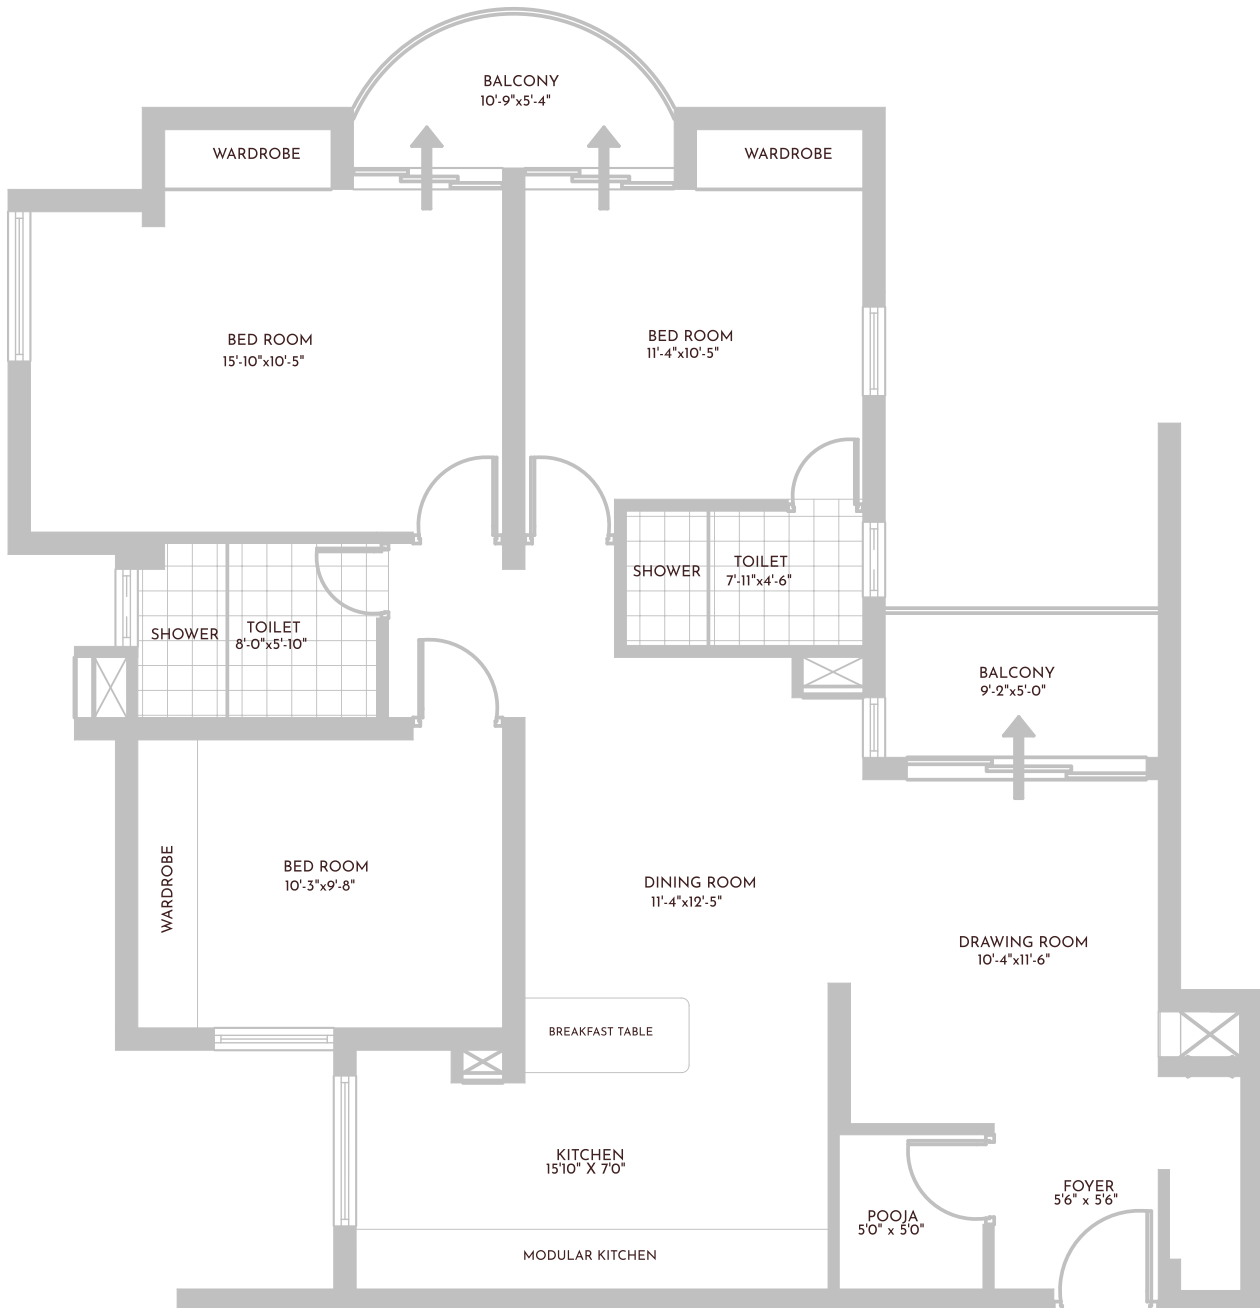 BALCONY
10'-9"x5'-4"
WARDROBE
WARDROBE
BED ROOM
15'-10"x10'-5"
BED ROOM
11'-4"x10'-5"
SHOWER
TOILET
7'-11"x4'-6"
SHOWER
TOILET
8'-0"x5'-10"
BALCONY
9'-2"x5'-0"
WARDROBE
BED ROOM
10'-3"x9'-8"
DINING ROOM
11'-4"x12'-5"
DRAWING ROOM
10'-4"x11'-6"
BREAKFAST TABLE
KITCHEN
15'10" X 7'0"
FOYER
5'6" x 5'6"
POOJA
5'0" x 5'0"
MODULAR KITCHEN